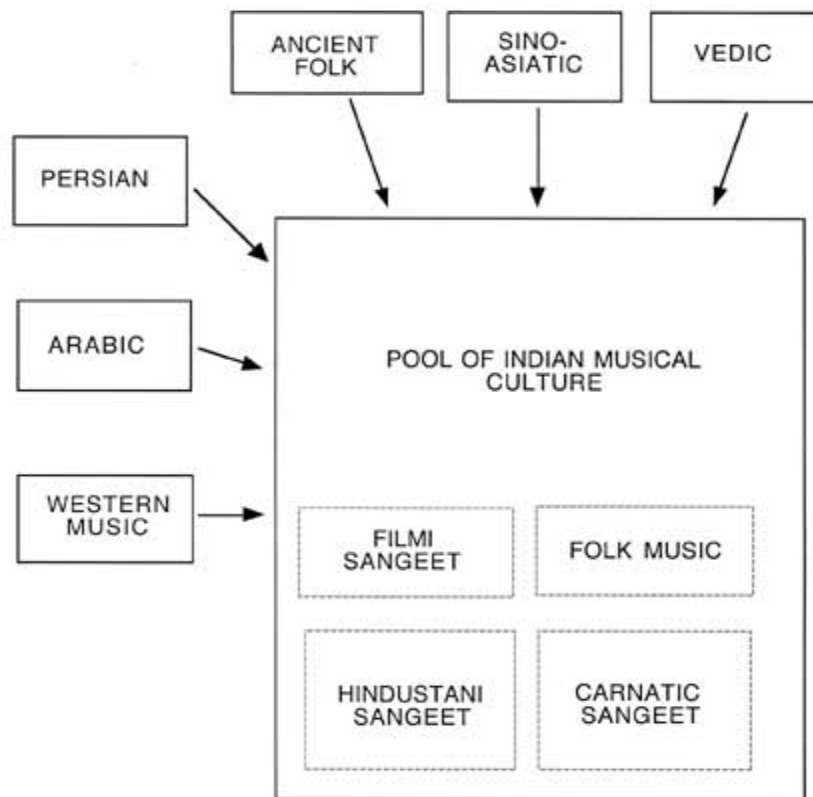 ANCIENT
FOLK
SINO-
ASIATIC
VEDIC
PERSIAN
ARABIC
WESTERN
MUSIC
POOL OF INDIAN MUSICAL
CULTURE
FILMI
SANGEET
FOLK MUSIC
HINDUSTANI
SANGEET
CARNATIC
SANGEET